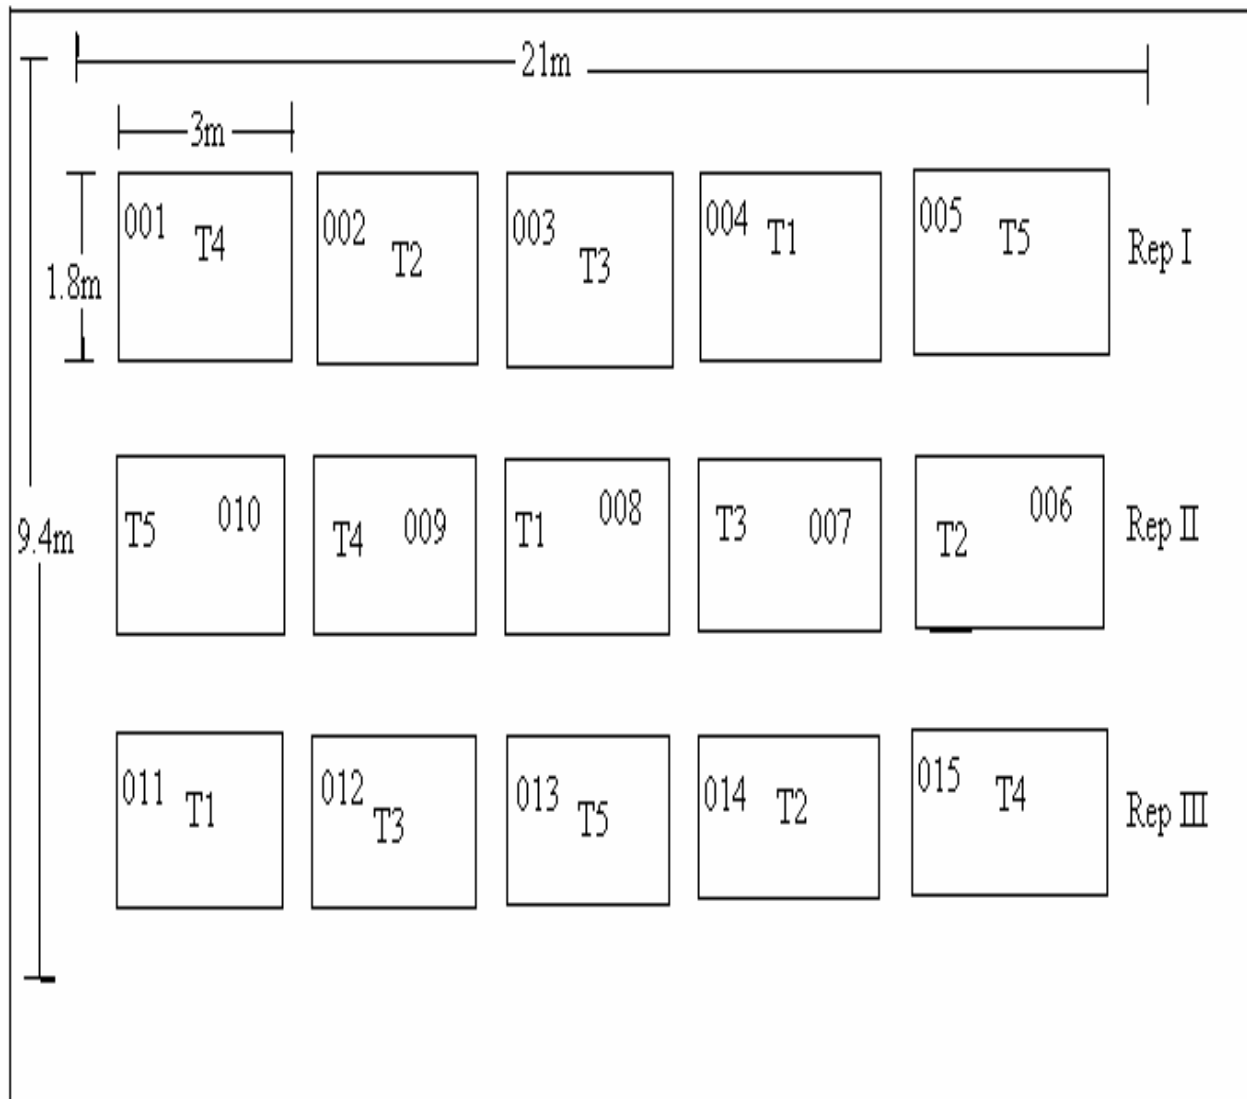 21m
3m
1.8m
9.4m
001 T4 002 T2 003 T3 004 T1 005 T5 Rep I
T5 010 T4 009 T1 008 T3 007 T2 006 Rep II
011 T1 012 T3 013 T5 014 T2 015 T4 Rep III